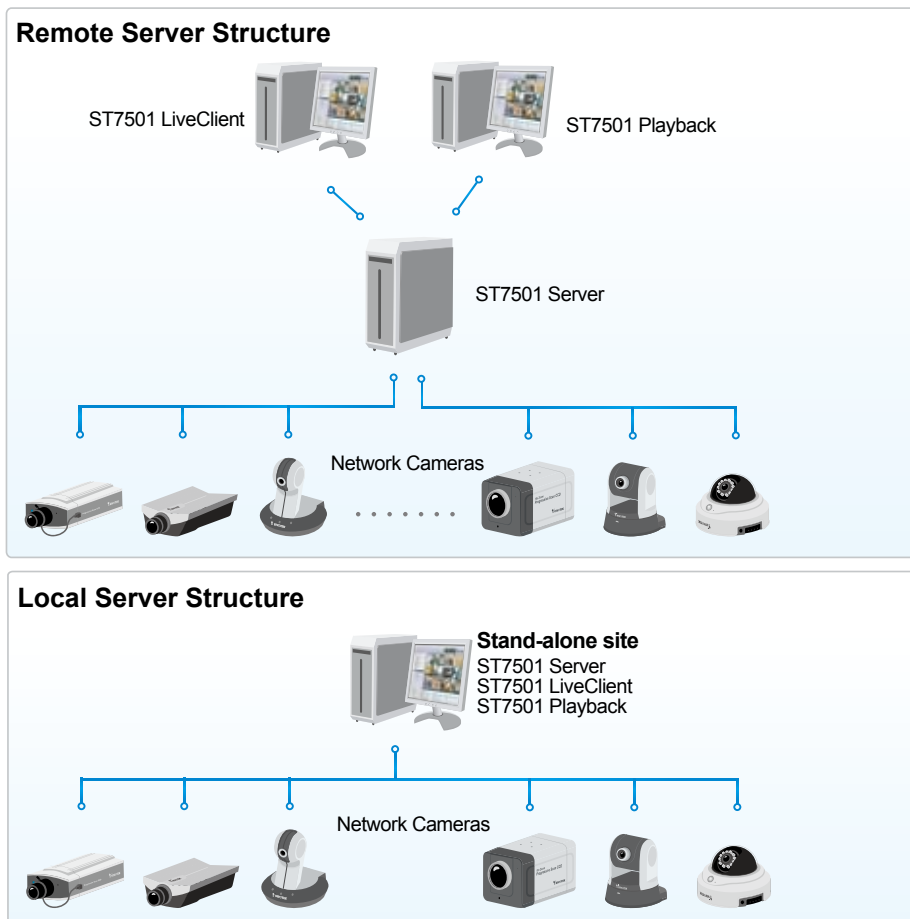 Remote Server Structure
ST7501 LiveClient
ST7501 Playback
ST7501 Server
Network Cameras
Local Server Structure
Stand-alone site
ST7501 Server
ST7501 LiveClient
ST7501 Playback
Network Cameras